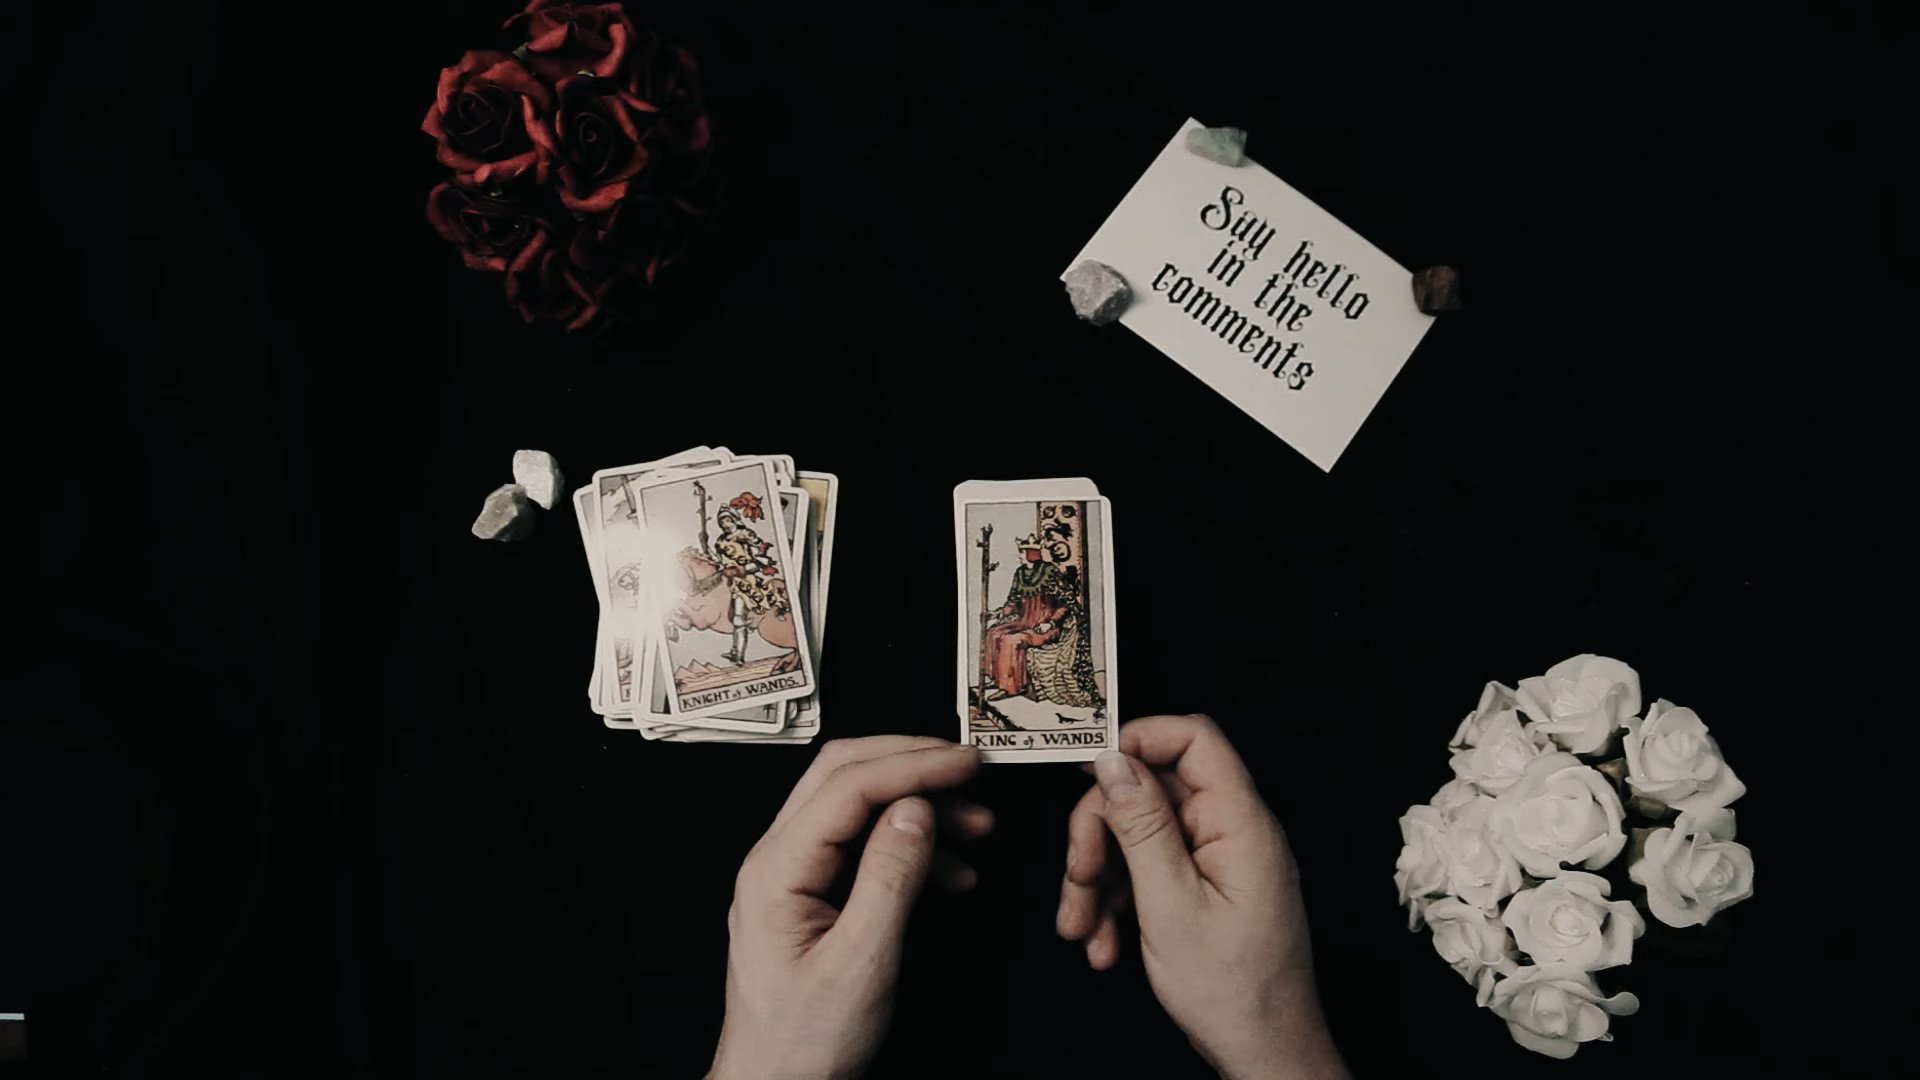 Say hello
in the
comments
KNIGHT of WANDS.
KING of WANDS